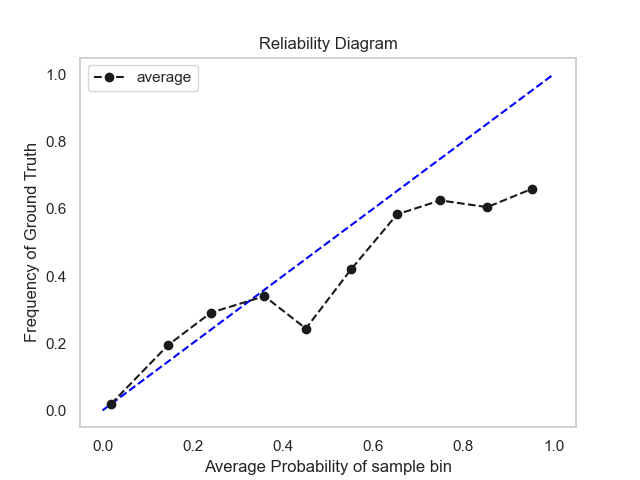 Reliability Diagram
average
Frequency of Ground Truth
1.0
0.8
0.6
0.4
0.2
0.0
0.0 0.2 0.4 0.6 0.8 1.0
Average Probability of sample bin